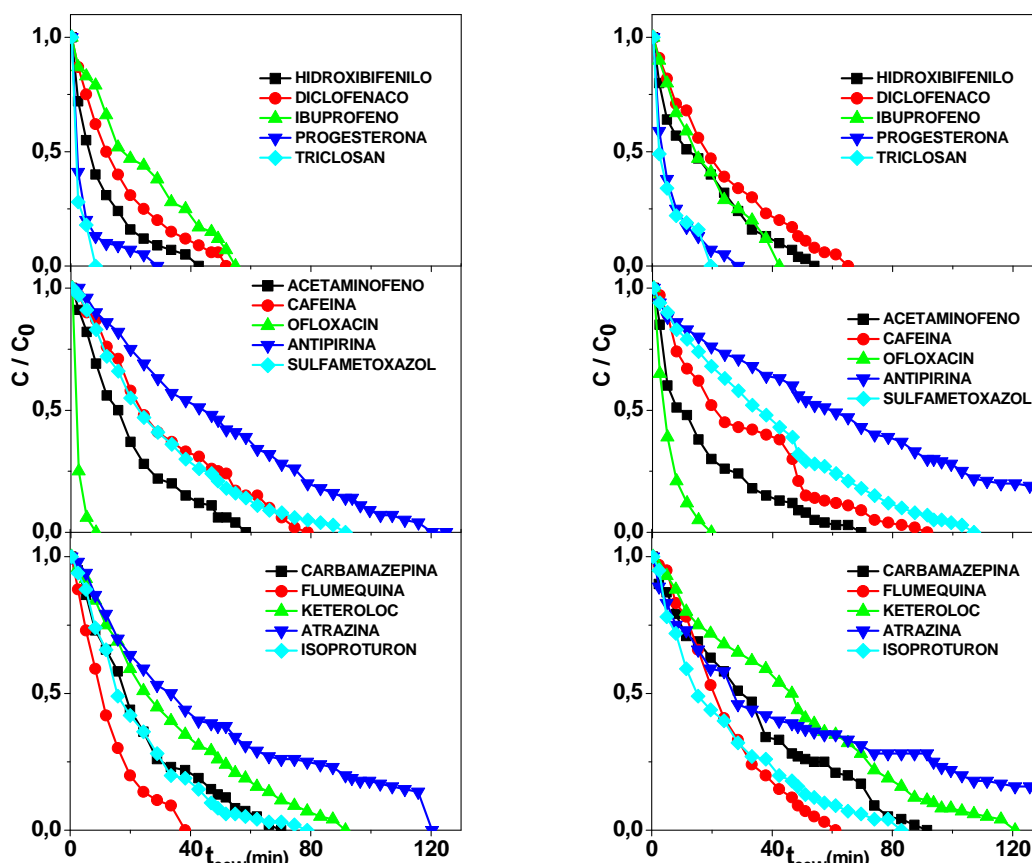 1,0
0,5
0,0
HIDROXIBIFENILO
DICLOFENACO
IBUPROFENO
PROGESTERONA
TRICLOSAN
1,0
0,5
0,0
HIDROXIBIFENILO
DICLOFENACO
IBUPROFENO
PROGESTERONA
TRICLOSAN
C / C0
1,0
0,5
0,0
ACETAMINOFENO
CAFEINA
OFLOXACIN
ANTIPIRINA
SULFAMETOXAZOL
C / C0
1,0
0,5
0,0
ACETAMINOFENO
CAFEINA
OFLOXACIN
ANTIPIRINA
SULFAMETOXAZOL
1,0
0,5
0,0
CARBAMAZEPINA
FLUMEQUINA
KETEROLOC
ATRAZINA
ISOPROTURON
1,0
0,5
0,0
CARBAMAZEPINA
FLUMEQUINA
KETEROLOC
ATRAZINA
ISOPROTURON
0 40 80 120
(min)
0 40 80 120
(min)